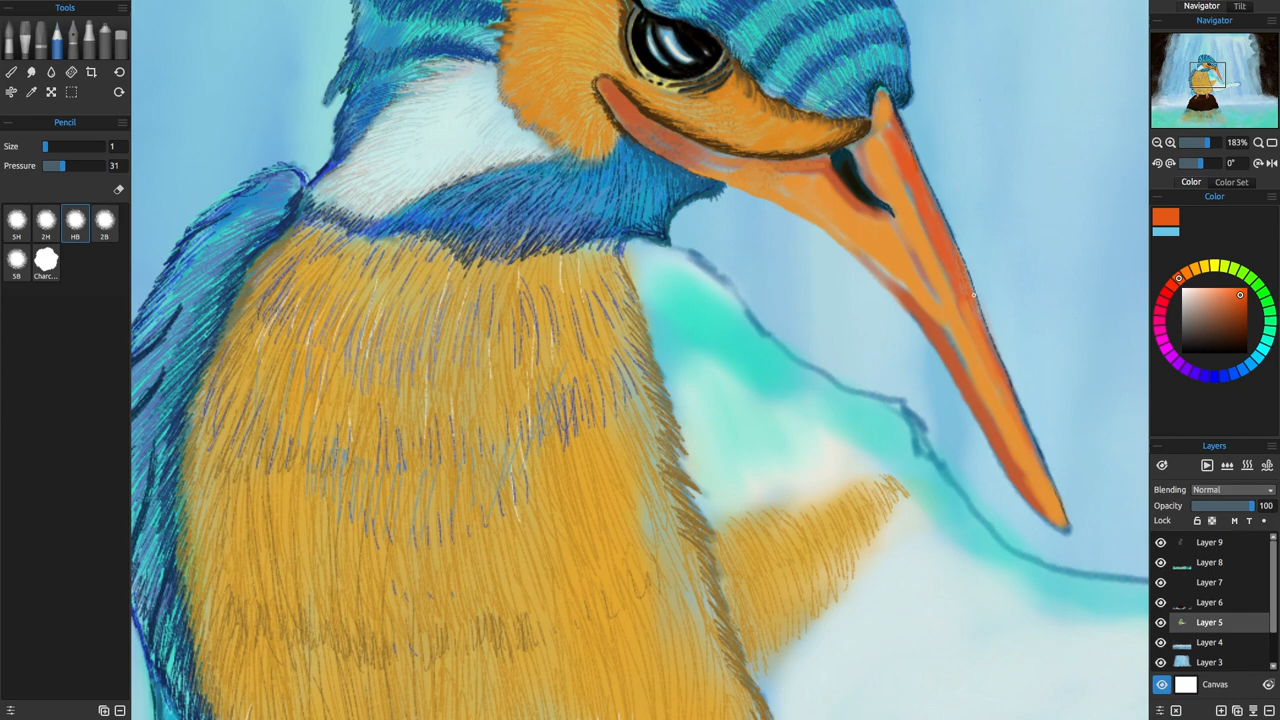 Tools
Pencil
Size 1
Pressure 31
3H 2H HB 2B
5B Charc...
Navigator Tilt
Navigator
183%
0°
Color Color Set
Color
Layers
Blending Normal
Opacity 100
Lock M T
Layer 9
Layer 8
Layer 7
Layer 6
Layer 5
Layer 4
Layer 3
Canvas